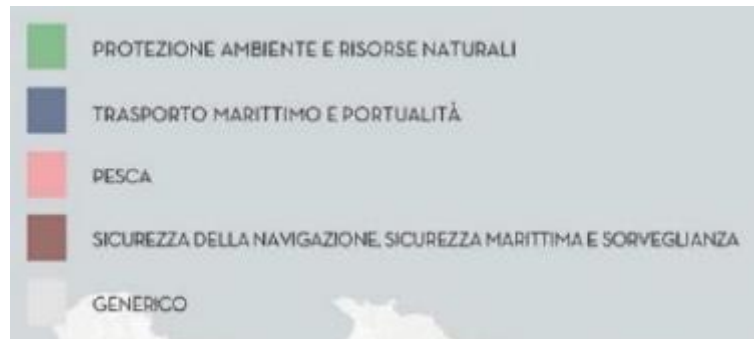 PROTEZIONE AMBIENTE E RISORSE NATURALI
TRASPORTO MARITTIMO E PORTUALITÀ
PESCA
SICUREZZA DELLA NAVIGAZIONE, SICUREZZA MARITTIMA E SORVEGLIANZA
GENERICO